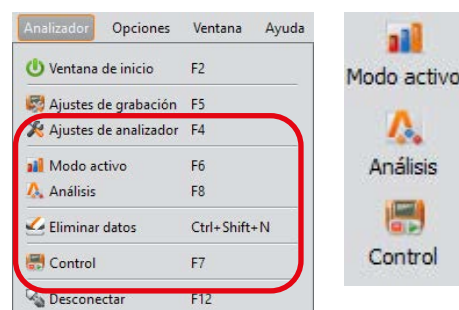 Analizador Opciones Ventana Ayuda
Ventana de inicio F2
Ajustes de grabación F5
Ajustes de analizador F4
Modo activo F6
Análisis F8
Eliminar datos Ctrl+Shift+N
Control F7
Desconectar F12
Modo activo
Análisis
Control